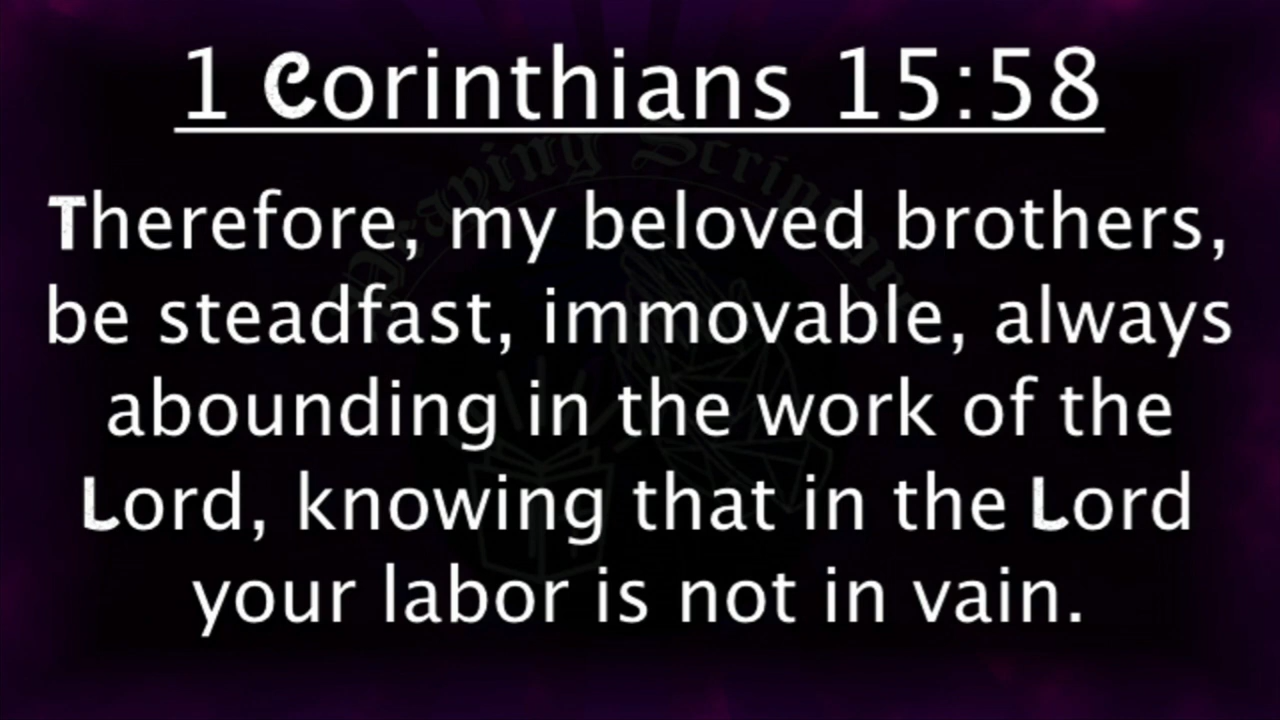 1 Corinthians 15:58
Therefore, my beloved brothers,
be steadfast, immovable, always
abounding in the work of the
Lord, knowing that in the Lord
your labor is not in vain.